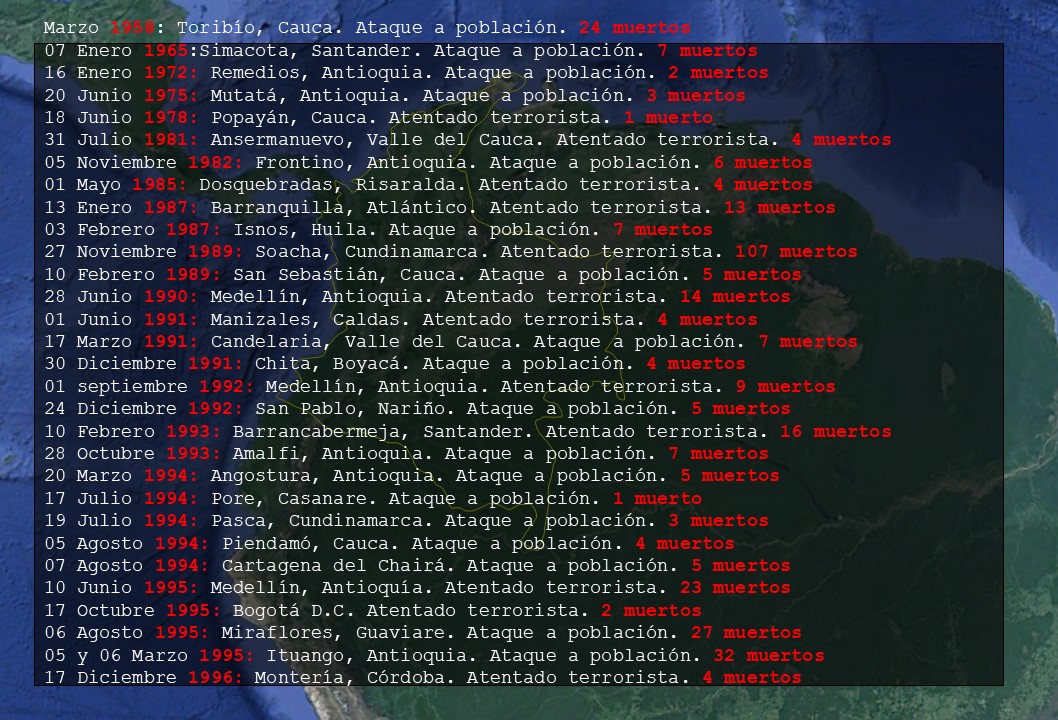 Marzo 1958: Toribío, Cauca. Ataque a población. 24 muertos
07 Enero 1965:Simacota, Santander. Ataque a población. 7 muertos
16 Enero 1972: Remedios, Antioquia. Ataque a población. 2 muertos
20 Junio 1975: Mutatá, Antioquia. Ataque a población. 3 muertos
18 Junio 1978: Popayán, Cauca. Atentado terrorista. 1 muerto
31 Julio 1981: Ansermanuevo, Valle del Cauca. Atentado terrorista. 4 muertos
05 Noviembre 1982: Frontino, Antioquia. Ataque a población. 6 muertos
01 Mayo 1985: Dosquebradas, Risaralda. Atentado terrorista. 4 muertos
13 Enero 1987: Barranquilla, Atlántico. Atentado terrorista. 13 muertos
03 Febrero 1987: Isnos, Huila. Ataque a población. 7 muertos
27 Noviembre 1989: Soacha, Cundinamarca. Atentado terrorista. 107 muertos
10 Febrero 1989: San Sebastián, Cauca. Ataque a población. 5 muertos
28 Junio 1990: Medellín, Antioquia. Atentado terrorista. 14 muertos
01 Junio 1991: Manizales, Caldas. Atentado terrorista. 4 muertos
17 Marzo 1991: Candelaria, Valle del Cauca. Ataque a población. 7 muertos
30 Diciembre 1991: Chita, Boyacá. Ataque a población. 4 muertos
01 septiembre 1992: Medellín, Antioquia. Atentado terrorista. 9 muertos
24 Diciembre 1992: San Pablo, Nariño. Ataque a población. 5 muertos
10 Febrero 1993: Barrancabermeja, Santander. Atentado terrorista. 16 muertos
28 Octubre 1993: Amalfi, Antioquia. Ataque a población. 7 muertos
20 Marzo 1994: Angostura, Antioquia. Ataque a población. 5 muertos
17 Julio 1994: Pore, Casanare. Ataque a población. 1 muerto
19 Julio 1994: Pasca, Cundinamarca. Ataque a población. 3 muertos
05 Agosto 1994: Piendamó, Cauca. Ataque a población. 4 muertos
07 Agosto 1994: Cartagena del Chairá. Ataque a población. 5 muertos
10 Junio 1995: Medellín, Antioquía. Atentado terrorista. 23 muertos
17 Octubre 1995: Bogotá D.C. Atentado terrorista. 2 muertos
06 Agosto 1995: Miraflores, Guaviare. Ataque a población. 27 muertos
05 y 06 Marzo 1995: Ituango, Antioquia. Ataque a población. 32 muertos
17 Diciembre 1996: Montería, Córdoba. Atentado terrorista. 4 muertos